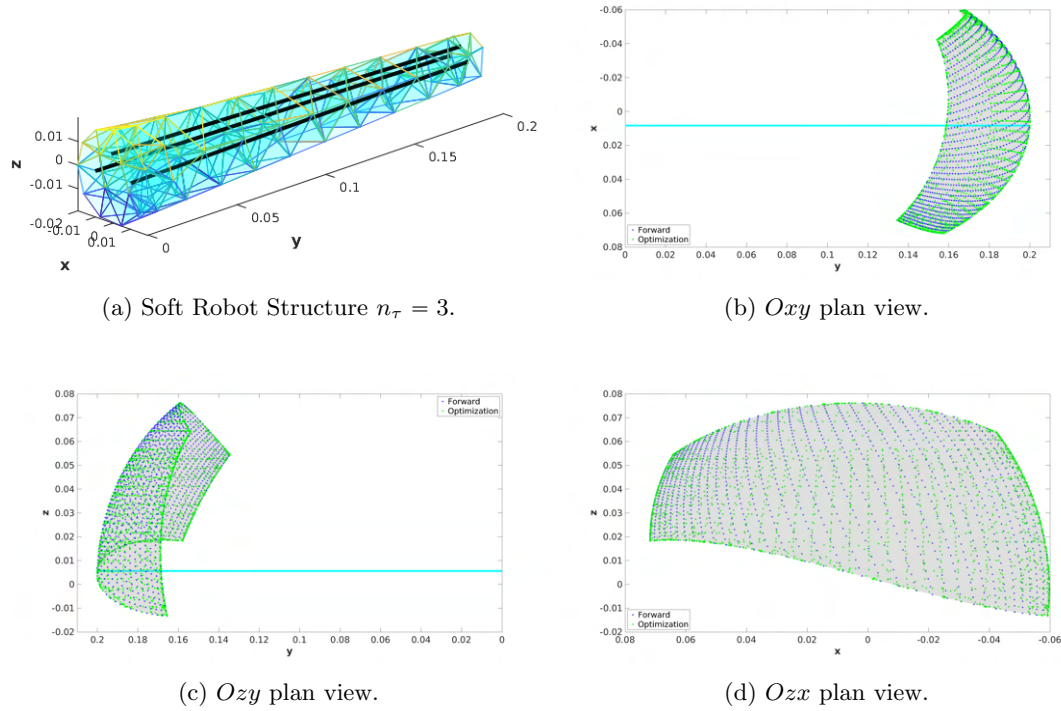 0.01
0
-0.01
-0.02
-0.01
0
0.01
0
0.05
0.1
0.15
0.2
z
x
y
(a) Soft Robot Structure nτ = 3.
-0.06
-0.04
-0.02
0
0.02
0.04
0.06
0.08
x
Forward
Optimization
0 0.02 0.04 0.06 0.08 0.1 0.12 0.14 0.16 0.18 0.2
y
(b) Oxy plan view.
0.08
0.07
0.06
0.05
0.04
0.03
0.02
0.01
0
-0.01
-0.02
z
Forward
Optimization
0.2 0.18 0.16 0.14 0.12 0.1 0.08 0.06 0.04 0.02 0
y
(c) Ozy plan view.
0.08
0.07
0.06
0.05
0.04
0.03
0.02
0.01
0
-0.01
-0.02
z
Forward
Optimization
0.08 0.06 0.04 0.02 0 -0.02 -0.04 -0.06
x
(d) Ozx plan view.